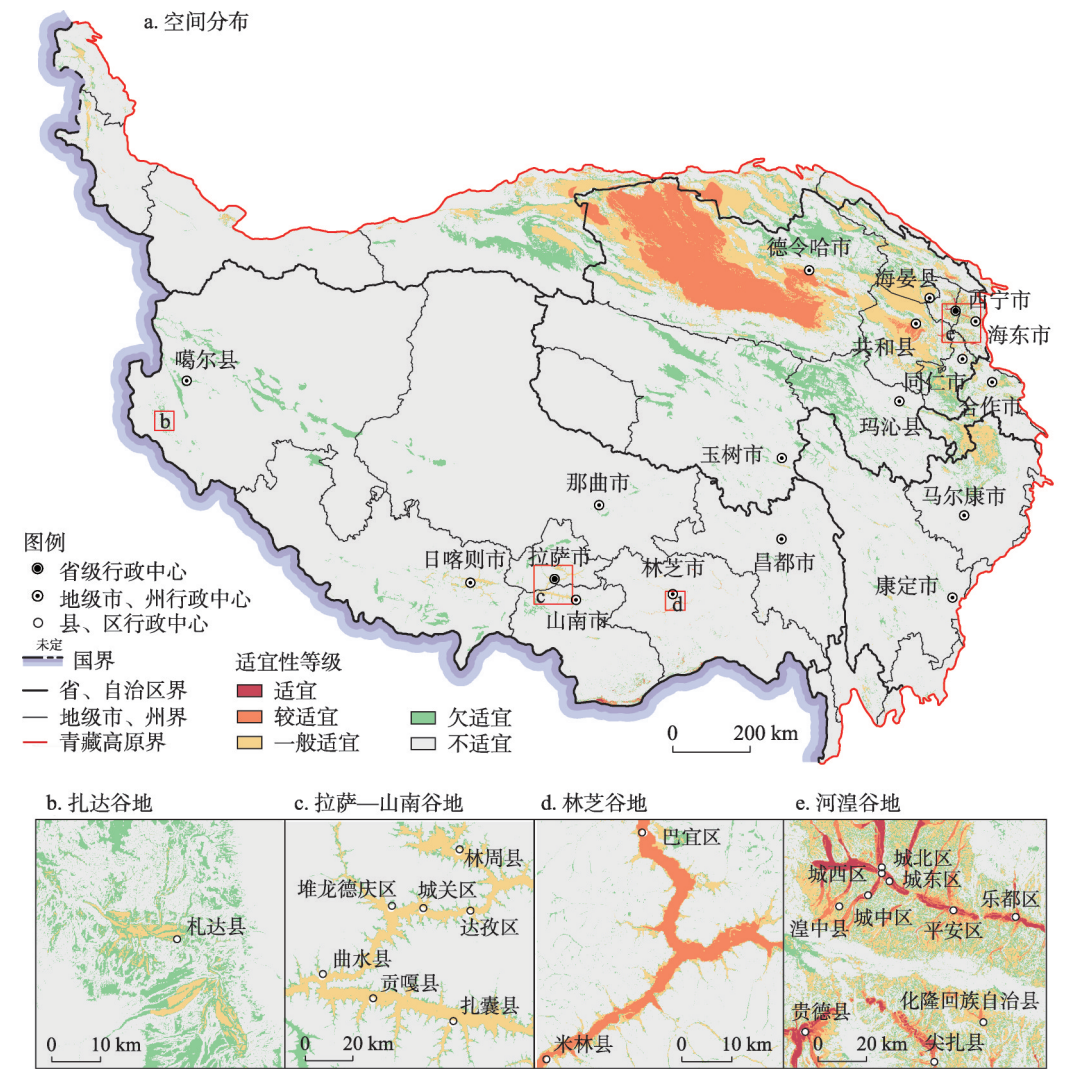 a. 空间分布
德令哈市
海晏县
西宁市
e
海东市
共和县
同仁市
合作市
玛沁县
噶尔县
b
玉树市
那曲市
马尔康市
昌都市
日喀则市
拉萨市
c
林芝市
d
山南市
康定市
图例
省级行政中心
地级市、州行政中心
县、区行政中心
未定
国界
省、自治区界
地级市、州界
青藏高原界
适宜性等级
适宜
较适宜
一般适宜
欠适宜
不适宜
0 200 km
b. 扎达谷地
札达县
0 10 km
c. 拉萨—山南谷地
林周县
堆龙德庆区
城关区
达孜区
曲水县
贡嘎县
扎囊县
0 20 km
d. 林芝谷地
巴宜区
米林县
0 10 km
e. 河湟谷地
城北区
城西区
城东区
乐都区
城中区
湟中县
平安区
化隆回族自治县
贵德县
尖扎县
0 20 km